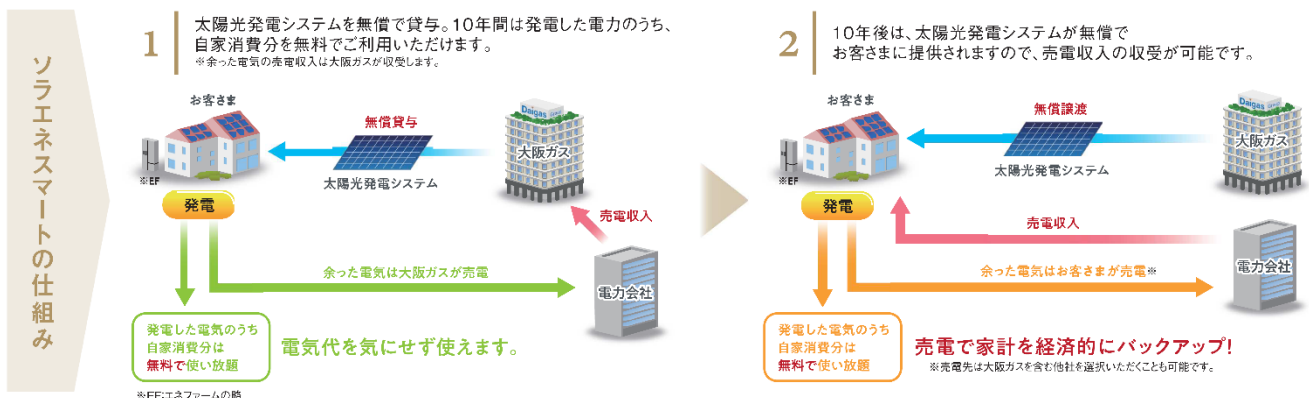 ソラエネスマートの仕組み
1
太陽光発電システムを無償で貸与。10年間は発電した電力のうち、
自家消費分を無料でご利用いただけます。
※余った電気の売電収入は大阪ガスが収受します。
お客さま
無償貸与
Daigas
大阪ガス
※EF
太陽光発電システム
発電
売電収入
余った電気は大阪ガスが売電
電力会社
発電した電気のうち
自家消費分は
無料で使い放題
電気代を気にせず使えます。
※EF:エネファームの時
2
10年後は、太陽光発電システムが無償で
お客さまに提供されますので、売電収入の収受が可能です。
お客さま
無償譲渡
Daigas
大阪ガス
※EF
太陽光発電システム
発電
売電収入
余った電気はお客さまが売電※
電力会社
発電した電気のうち
自家消費分は
無料で使い放題
売電で家計を経済的にバックアップ!
※売電先は大阪ガスを含む他社を選択いただくことも可能です。